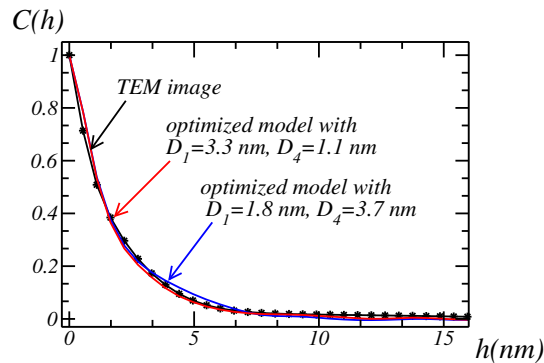 C(h)
1
0.8
0.6
0.4
0.2
0
TEM image
optimized model with
D1=3.3 nm, D4=1.1 nm
optimized model with
D1=1.8 nm, D4=3.7 nm
0
5
10
15
h(nm)